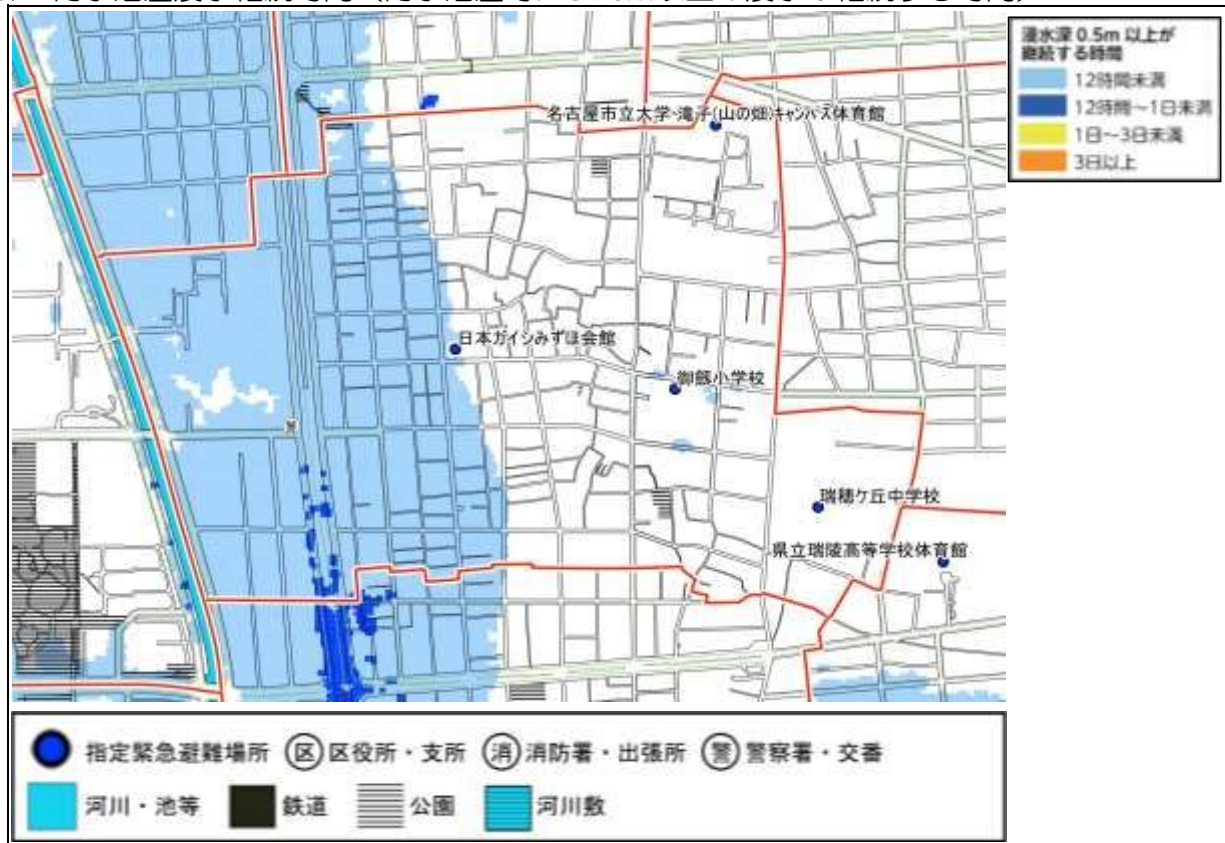 浸水深 0.5m 以上が
継続する時間
12時間未満
12時間～1日未満
1日～3日未満
3日以上
名古屋市立大学・滝子(山の畑)キャンパス体育館
日本ガイシみずほ会館
御劔小学校
瑞穂ケ丘中学校
県立瑞陵高等学校体育館
指定緊急避難場所 区 区役所・支所 消 消防署・出張所 警 警察署・交番
河川・池等 鉄道 公園 河川敷